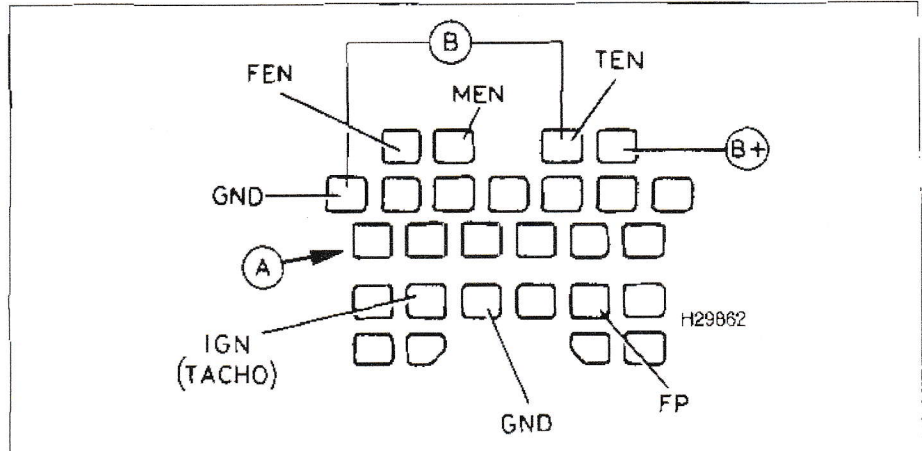 B
FEN
MEN
TEN
B+
GND
A
H29862
IGN
(TACHO)
GND
FP